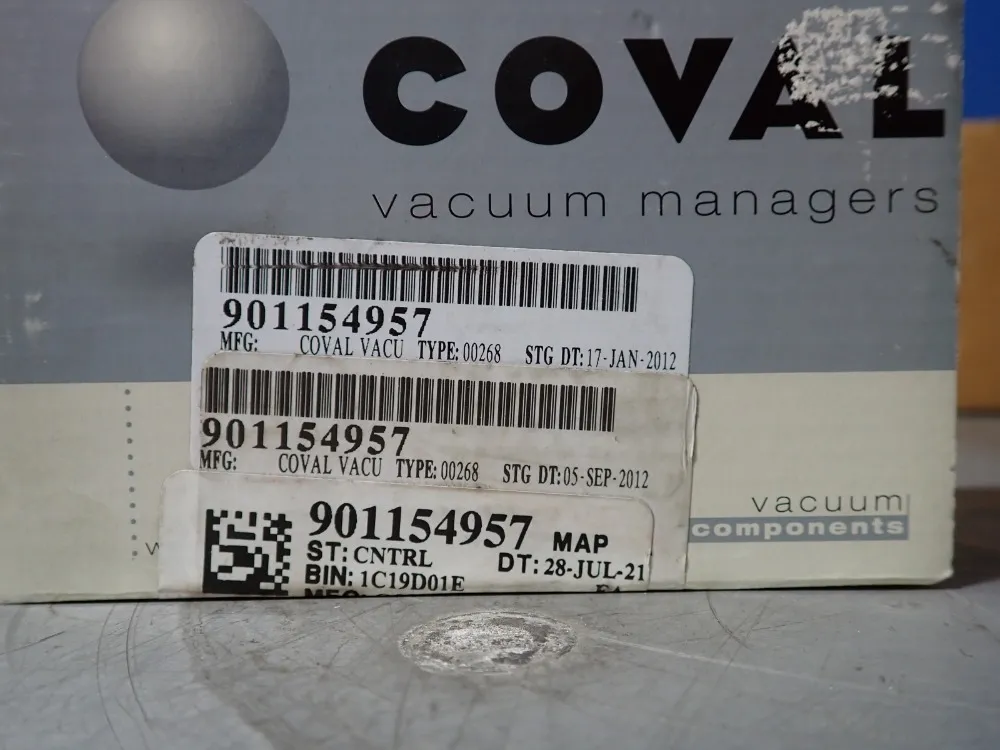 COVAL
vacuum managers
901154957
MFG: COVAL VACU TYPE: 00268 STG DT: 17-JAN-2012
901154957
MFG: COVAL VACU TYPE: 00268 STG DT: 05-SEP-2012
901154957 MAP
ST: CNTRL DT: 28-JUL-21
BIN: 1C19D01E
vacuum
components
w